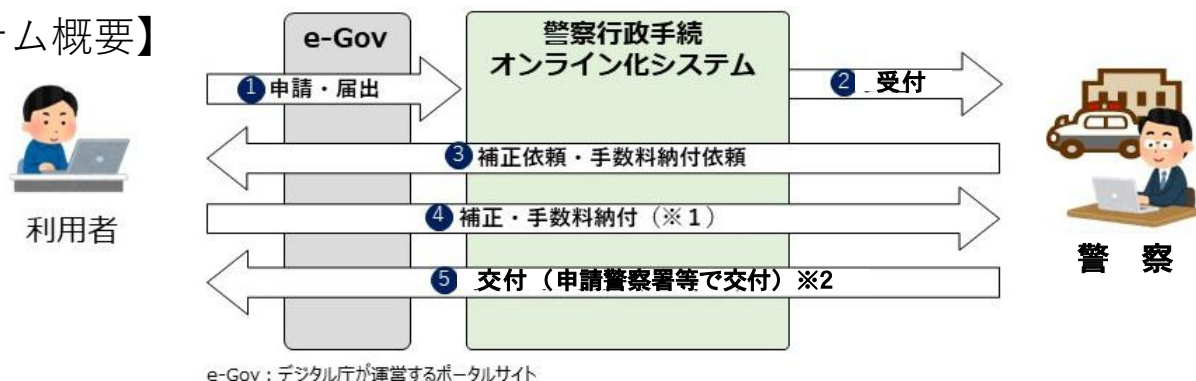 ム概要】
e-Gov
警察行政手続
オンライン化システム
1 申請・届出
2 受付
3 補正依頼・手数料納付依頼
4 補正・手数料納付（※１）
5 交付（申請警察署等で交付）※2
利用者
警 察
e-Gov：デジタル庁が運営するポータルサイト